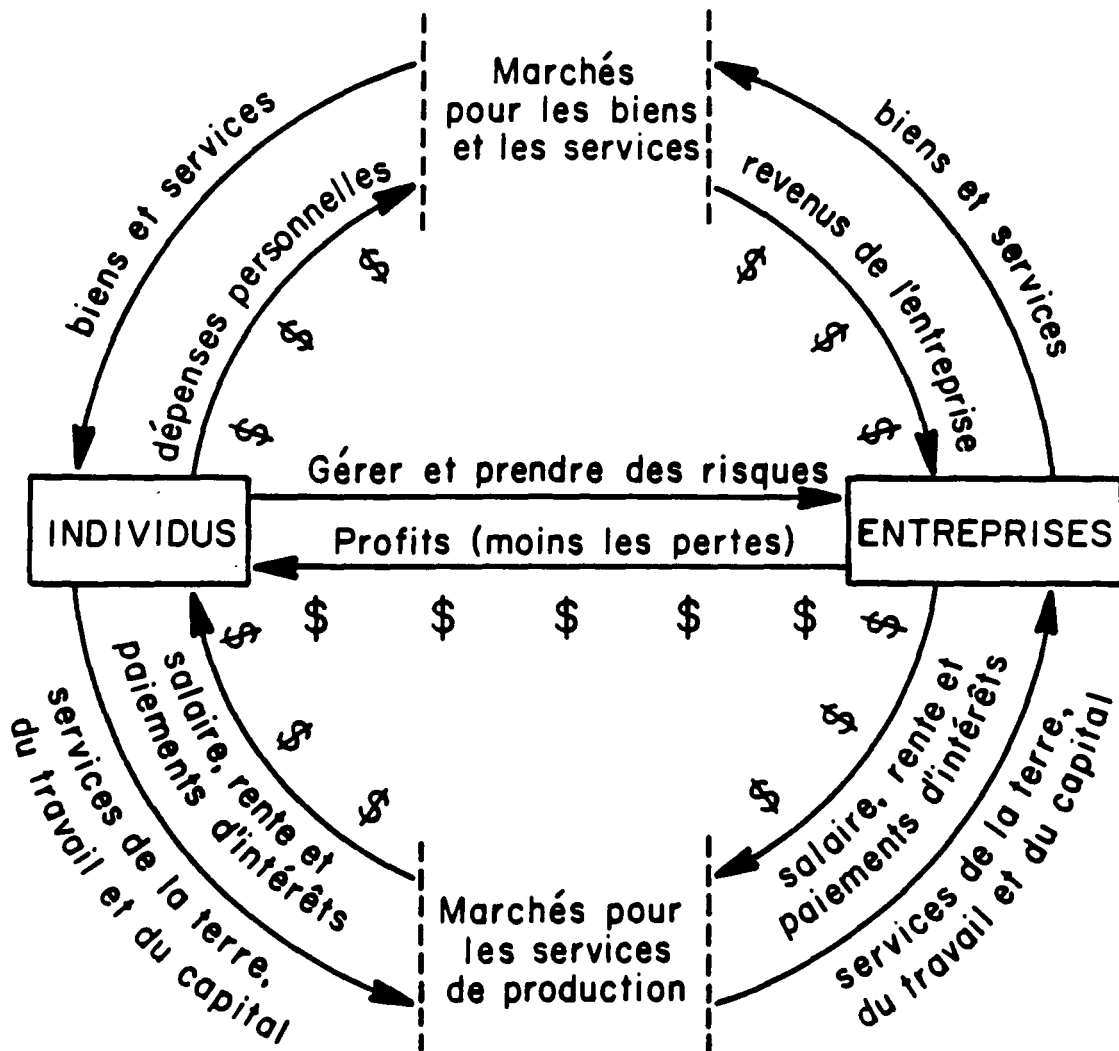 Marchés
pour les biens
et les services
biens et services
dépenses personnelles
revenus de l'entreprise
biens et services
$
$
$
$
$
$
Gérer et prendre des risques
INDIVIDUS
ENTREPRISES
Profits (moins les pertes)
$
$
$
$
$
$
$
$
$
$
$
salaire, rente et
paiements d'intérêts
services de la terre,
du travail et du capital
salaire, rente et
paiements d'intérêts
services de la terre,
du travail et du capital
Marchés pour
les services
de production